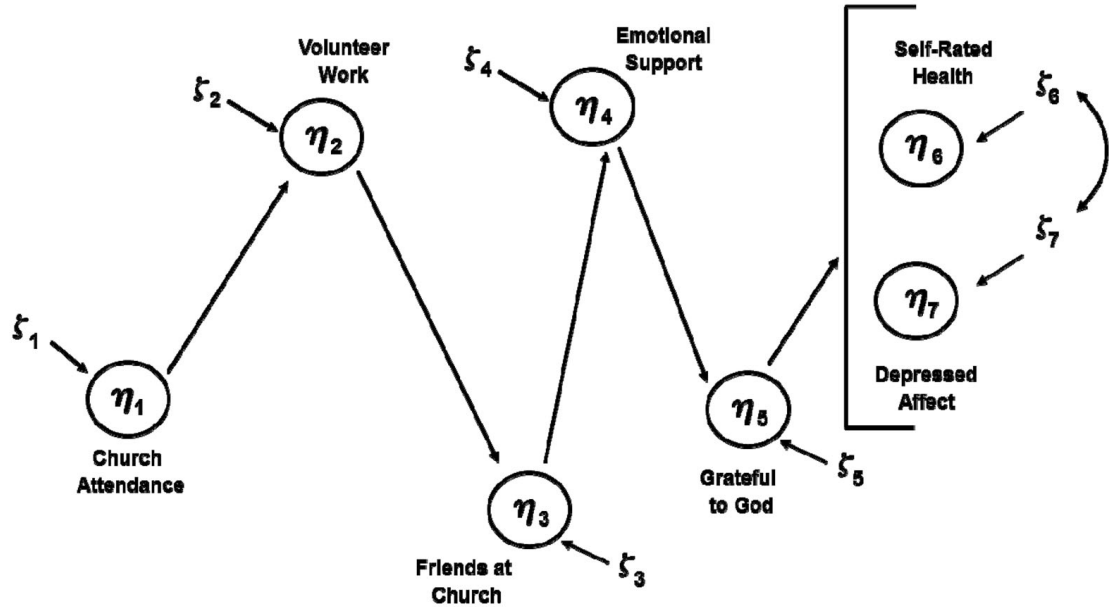 Volunteer
Work
ζ2
η2
Emotional
Support
ζ4
η4
Self-Rated
Health
ζ6
η6
ζ7
η7
Depressed
Affect
ζ1
η1
Church
Attendance
η3
ζ3
Friends at
Church
η5
ζ5
Grateful
to God